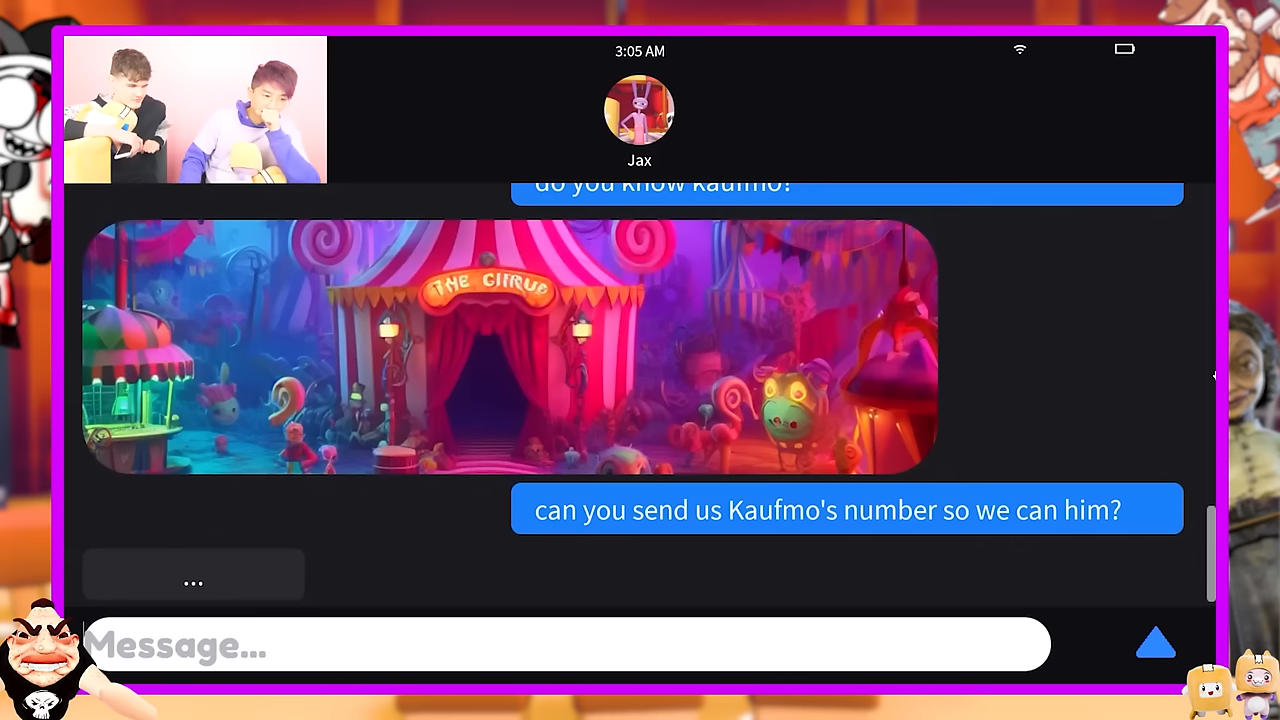 3:05 AM
Jax
do you know kaufmo?
THE CIRUE
can you send us Kaufmo's number so we can him?
...
Message...